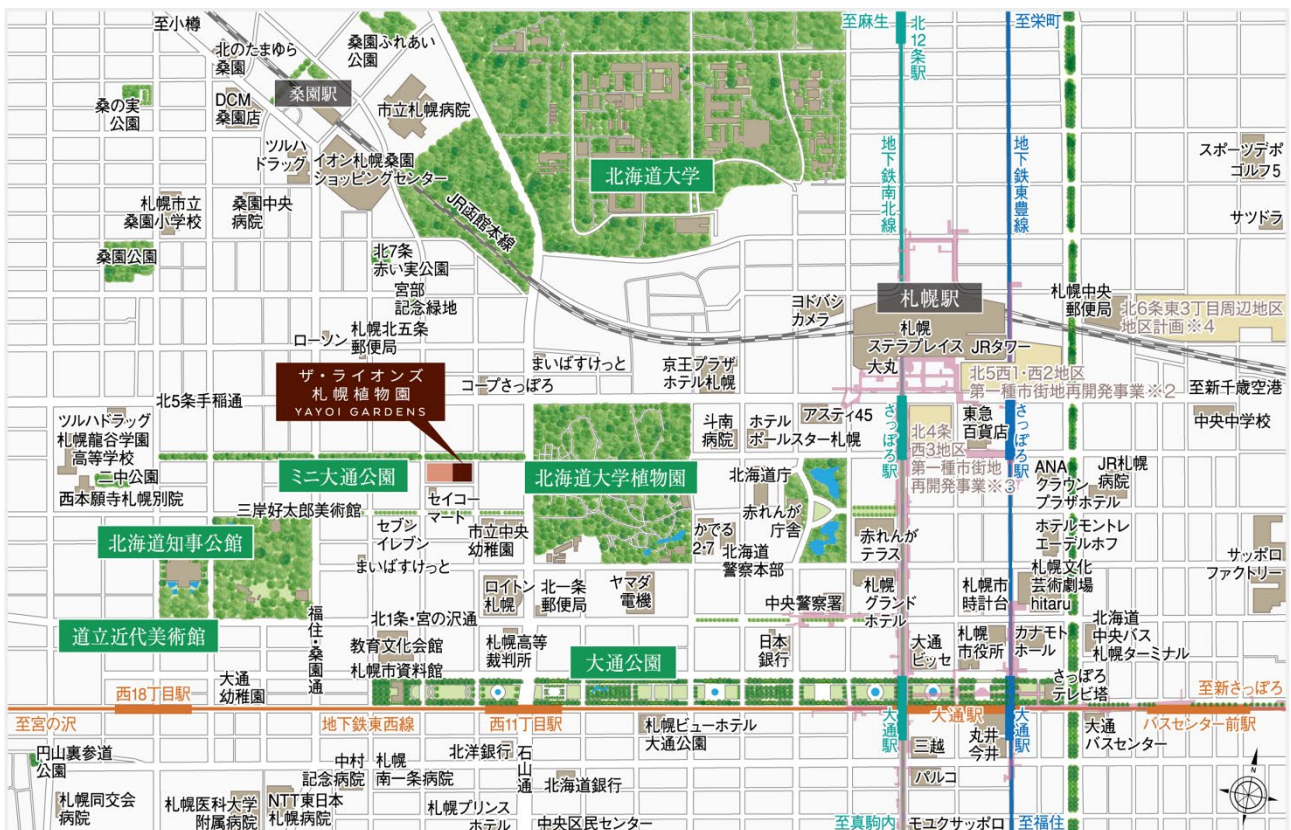 至小樽
北のたまゆら
桑園
桑園ふれあい
公園
至麻生
北12条駅
至栄町
桑園駅
桑の実
公園
DCM
桑園店
市立札幌病院
ツルハ
ドラッグ
イオン札幌桑園
ショッピングセンター
北海道大学
地下鉄南北線
地下鉄東豊線
スポーツデポ
ゴルフ5
札幌市立
桑園小学校
桑園中央
病院
JR函館本線
サツドラ
桑園公園
北7条
赤い実公園
宮部
記念緑地
ヨドバシ
カメラ
札幌駅
札幌中央
郵便局
北6条東3丁目周辺地区
地区計画※4
札幌
ステラプレイス
JRタワー
大丸
ローソン
札幌北五条
郵便局
まいばすけっと
コープさっぽろ
京王プラザ
ホテル札幌
北5西1・西2地区
第一種市街地再開発事業※2
至新千歳空港
ザ・ライオンズ
札幌植物園
YAYOI GARDENS
北5条手稲通
ツルハドラッグ
札幌龍谷学園
高等学校
二中公園
西本願寺札幌別院
斗南
病院
ホテル
ポールスター札幌
アスティ45
さっぽろ駅
東急
百貨店
さっぽろ駅
中央中学校
北4条
西3地区
第一種市街地
再開発事業※3
ミニ大通公園
北海道大学植物園
北海道庁
赤れんが
庁舎
ANA
クラウン
プラザホテル
JR札幌
病院
セイコー
マート
三岸好太郎美術館
セブン
イレブン
市立中央
幼稚園
かでる
2・7
北海道
警察本部
赤れんが
テラス
ホテルモントレ
エーデルホフ
北海道知事公館
まいばすけっと
サッポロ
ファクトリー
ロイトン
札幌
北一条
郵便局
ヤマダ
電機
中央警察署
札幌
グランド
ホテル
札幌市
時計台
札幌文化
芸術劇場
hitaru
道立近代美術館
福住・桑園通
北1条・宮の沢通
教育文化会館
札幌市資料館
札幌高等
裁判所
大通公園
日本
銀行
大通
ビッセ
札幌
市役所
カナモト
ホール
北海道
中央バス
札幌ターミナル
大通
幼稚園
さっぽろ
テレビ塔
西18丁目駅
至新さっぽろ
至宮の沢
地下鉄東西線
西11丁目駅
札幌ビューホテル
大通公園
大通駅
大通駅
大通駅
大通
バスセンター
バスセンター前駅
円山裏参道
公園
中村
記念病院
札幌
南一条病院
北洋銀行
石山通
北海道銀行
三越
丸井
今井
パルコ
札幌同交会
病院
札幌医科大学
附属病院
NTT東日本
札幌病院
札幌プリンス
ホテル
中央区民センター
至真駒内
モユクサッポロ
至福住
N